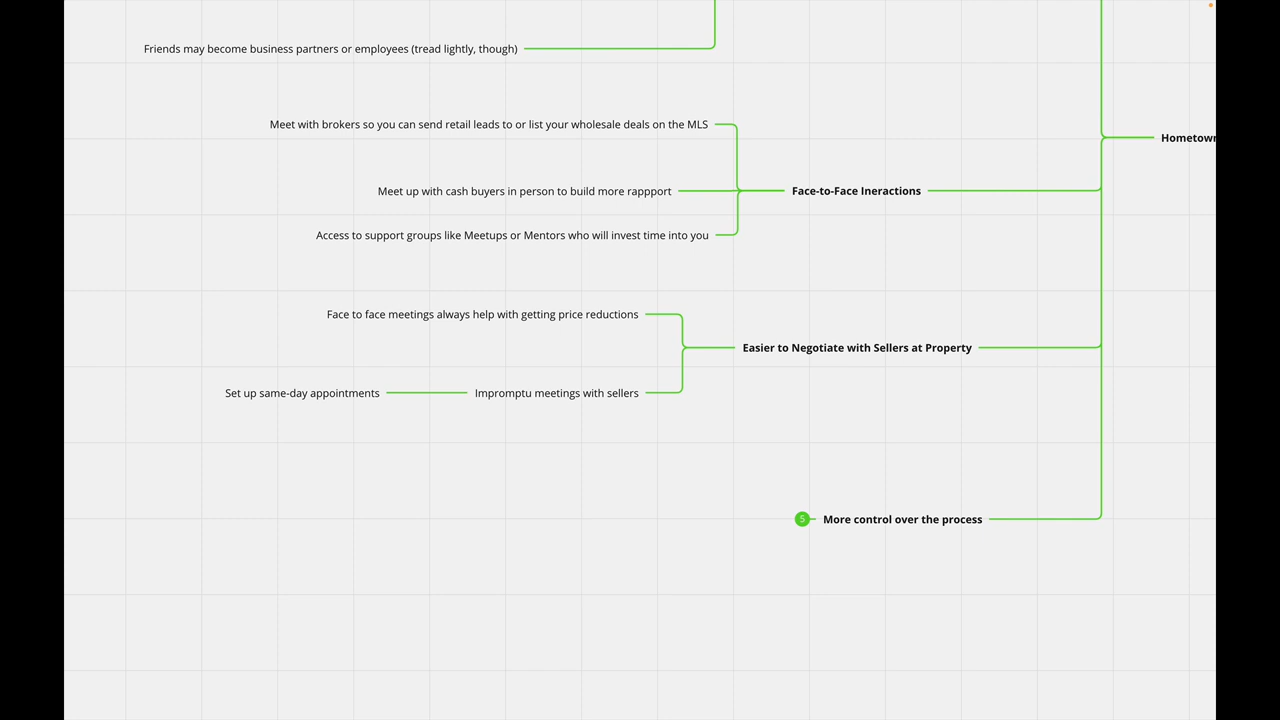 Friends may become business partners or employees (tread lightly, though)
Meet with brokers so you can send retail leads to or list your wholesale deals on the MLS
Hometown
Meet up with cash buyers in person to build more rappport
Face-to-Face Ineractions
Access to support groups like Meetups or Mentors who will invest time into you
Face to face meetings always help with getting price reductions
Easier to Negotiate with Sellers at Property
Set up same-day appointments
Impromptu meetings with sellers
5
More control over the process